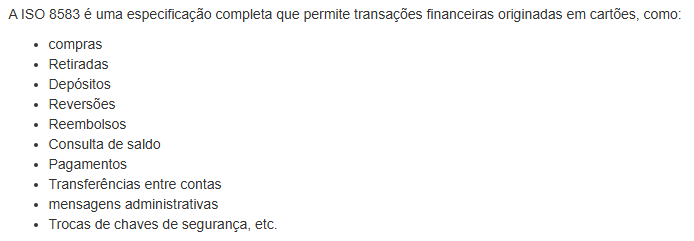 A ISO 8583 é uma especificação completa que permite transações financeiras originadas em cartões, como:
• compras
• Retiradas
• Depósitos
• Reversões
• Reembolsos
• Consulta de saldo
• Pagamentos
• Transferências entre contas
• mensagens administrativas
• Trocas de chaves de segurança, etc.